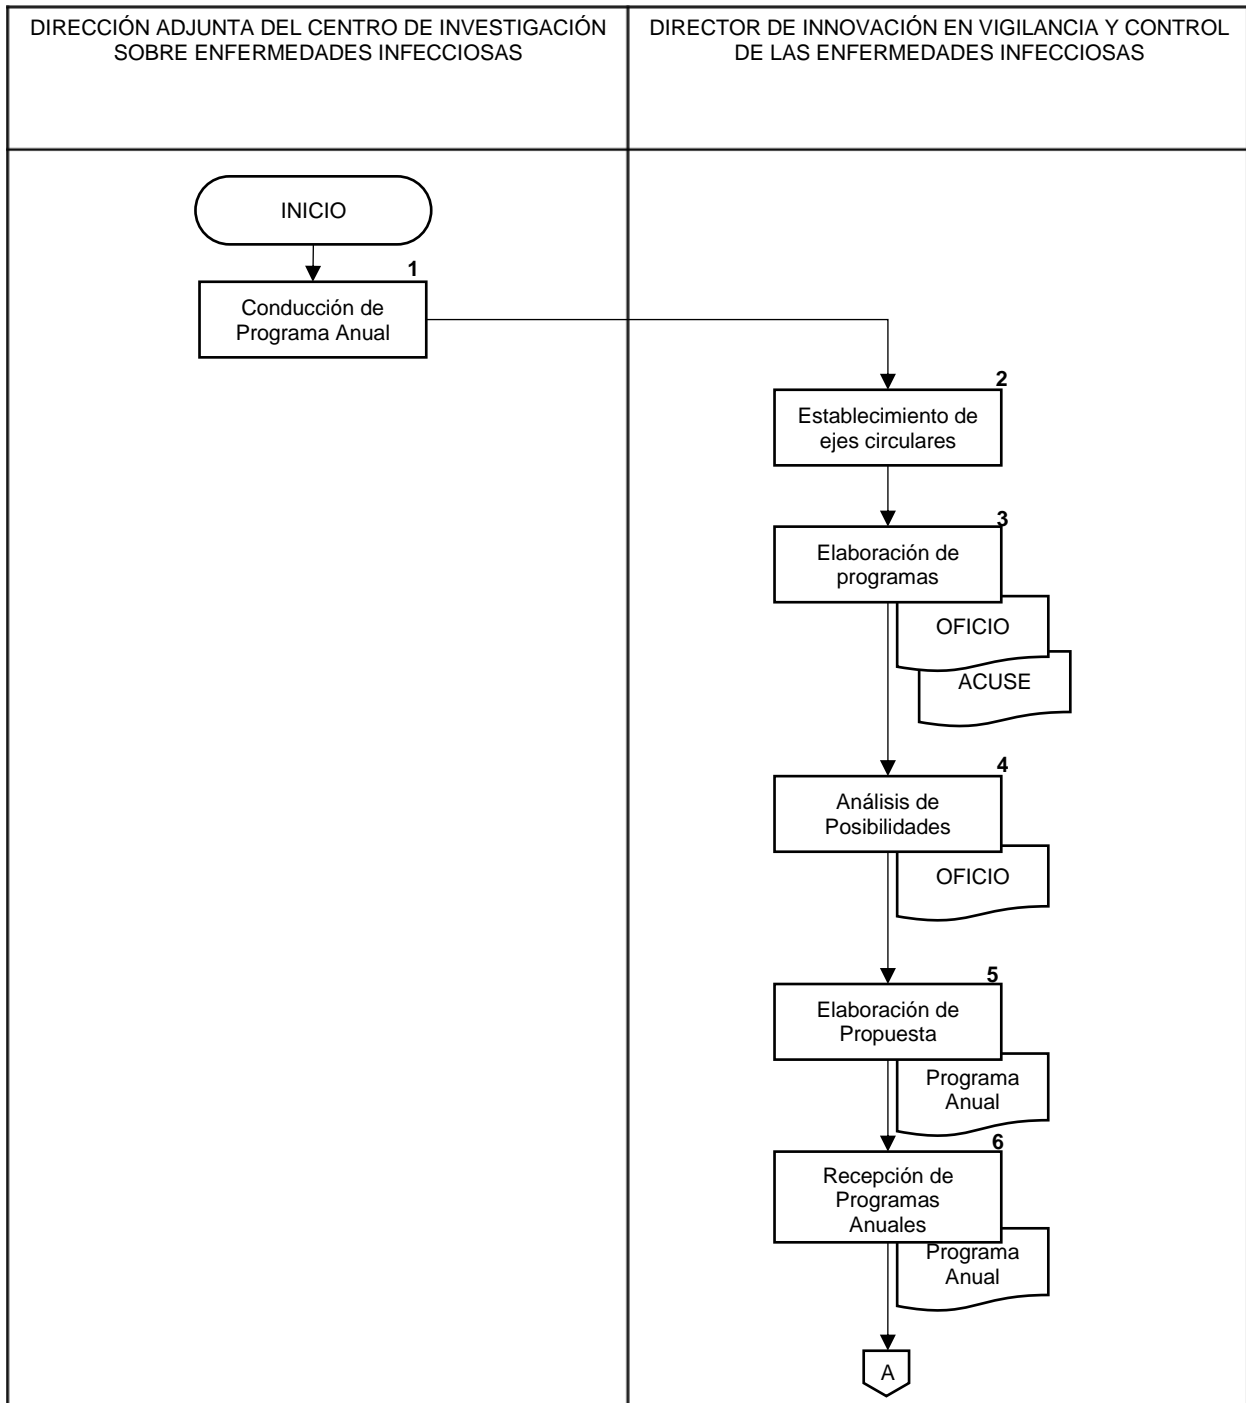 DIRECCIÓN ADJUNTA DEL CENTRO DE INVESTIGACIÓN
SOBRE ENFERMEDADES INFECCIOSAS
DIRECTOR DE INNOVACIÓN EN VIGILANCIA Y CONTROL
DE LAS ENFERMEDADES INFECCIOSAS
INICIO
1
Conducción de
Programa Anual
2
Establecimiento de
ejes circulares
3
Elaboración de
programas
OFICIO
ACUSE
4
Análisis de
Posibilidades
OFICIO
5
Elaboración de
Propuesta
Programa
Anual
6
Recepción de
Programas
Anuales
Programa
Anual
A